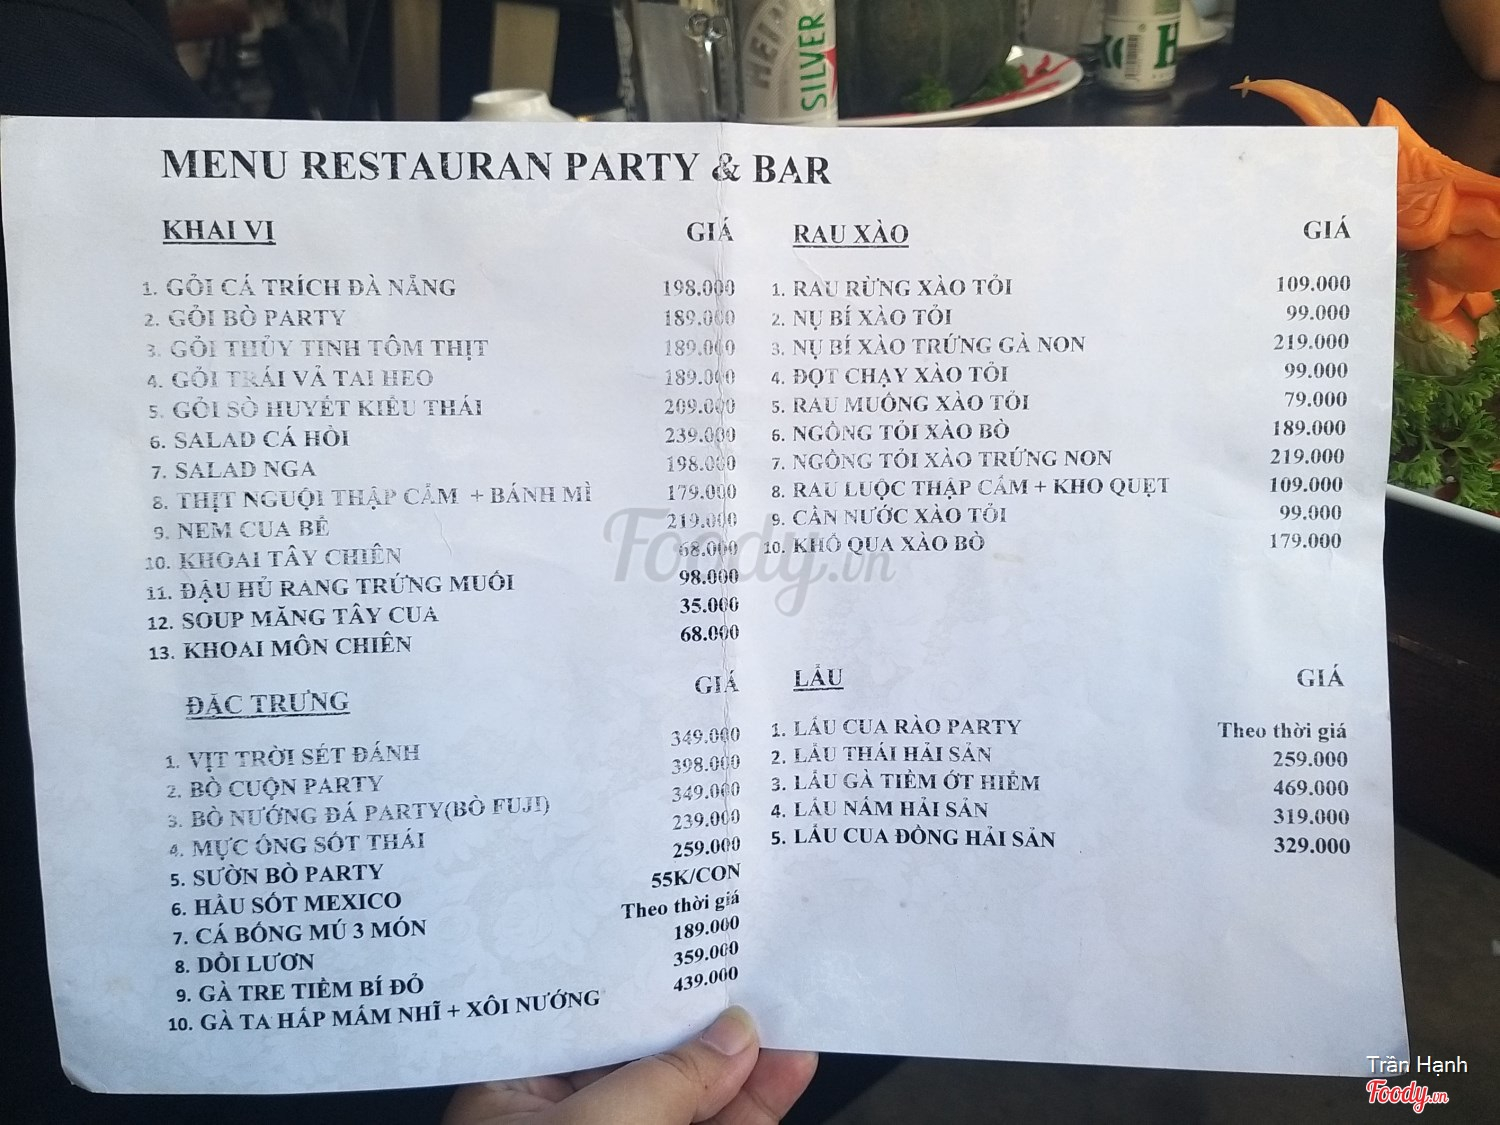 HEINEKEN
SILVER
MENU RESTAURAN PARTY & BAR
KHAI VỊ GIÁ
1. GỎI CÁ TRÍCH ĐÀ NẴNG 198.000
2. GỎI BÒ PARTY 189.000
3. GỎI THỦY TINH TÔM THỊT 189.000
4. GỎI TRÁI VẢ TAI HEO 189.000
5. GỎI SÒ HUYẾT KIỂU THÁI 209.000
6. SALAD CÁ HỒI 239.000
7. SALAD NGA 198.000
8. THỊT NGUỘI THẬP CẨM + BÁNH MÌ 179.000
9. NEM CUA BỂ 219.000
10. KHOAI TÂY CHIÊN 68.000
11. ĐẬU HỦ RANG TRỨNG MUỐI 98.000
12. SOUP MĂNG TÂY CUA 35.000
13. KHOAI MÔN CHIÊN 68.000
ĐẶC TRƯNG GIÁ
1. VỊT TRỜI SÉT ĐÁNH 349.000
2. BÒ CUỘN PARTY 398.000
3. BÒ NƯỚNG ĐÁ PARTY(BÒ FUJI) 349.000
4. MỰC ỐNG SỐT THÁI 239.000
5. SƯỜN BÒ PARTY 259.000
6. HÀU SỐT MEXICO 55K/CON
7. CÁ BỐNG MÚ 3 MÓN Theo thời giá
8. DỒI LƯƠN 189.000
9. GÀ TRE TIỀM BÍ ĐỎ 359.000
10. GÀ TA HẤP MẮM NHĨ + XÔI NƯỚNG 439.000
RAU XÀO GIÁ
1. RAU RỪNG XÀO TỎI 109.000
2. NỤ BÍ XÀO TỎI 99.000
3. NỤ BÍ XÀO TRỨNG GÀ NON 219.000
4. ĐỌT CHẠY XÀO TỎI 99.000
5. RAU MUỐNG XÀO TỎI 79.000
6. NGỒNG TỎI XÀO BÒ 189.000
7. NGỒNG TỎI XÀO TRỨNG NON 219.000
8. RAU LUỘC THẬP CẨM + KHO QUẸT 109.000
9. CẦN NƯỚC XÀO TỎI 99.000
10. KHỔ QUA XÀO BÒ 179.000
LẨU GIÁ
1. LẨU CUA RÀO PARTY Theo thời giá
2. LẨU THÁI HẢI SẢN 259.000
3. LẨU GÀ TIỀM ỚT HIỂM 469.000
4. LẨU NẤM HẢI SẢN 319.000
5. LẨU CUA ĐỒNG HẢI SẢN 329.000
Foody.vn
Trần Hạnh
Foody.vn